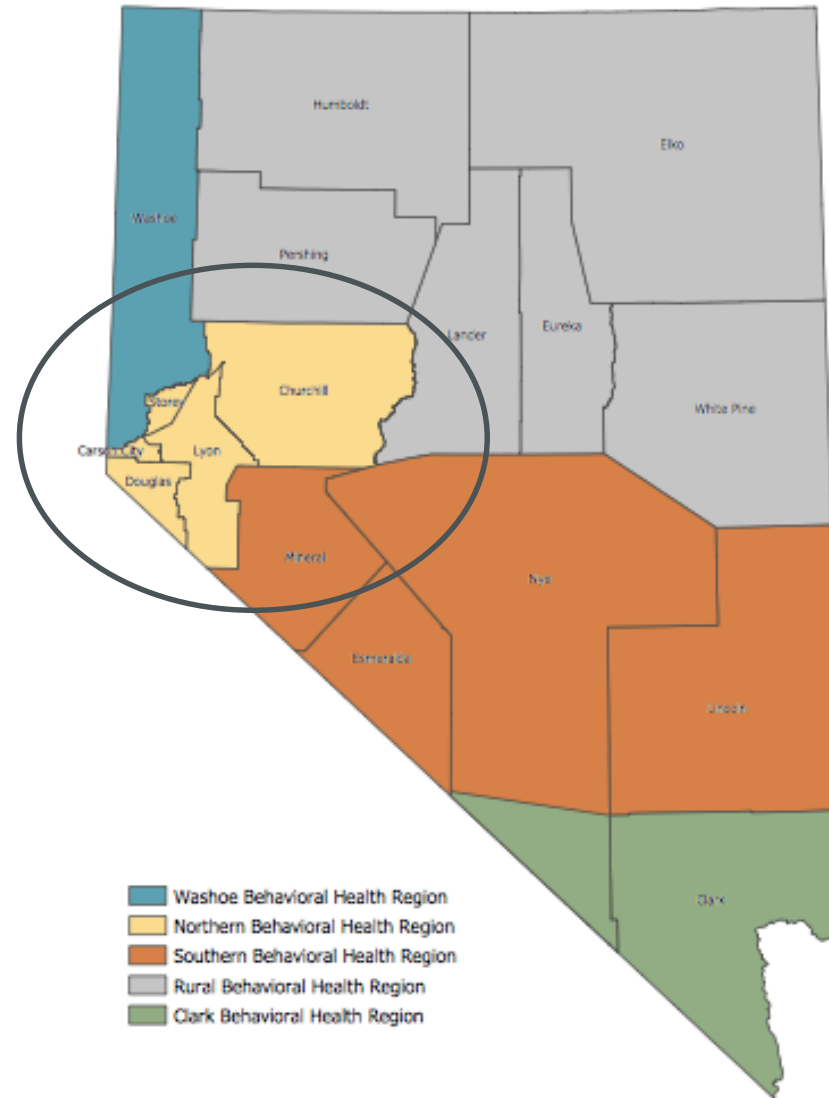 Humboldt
Elko
Washoe
Pershing
Lander
Eureka
Churchill
Storey
White Pine
Carson City
Lyon
Douglas
Mineral
Nye
Esmeralda
Lincoln
Clark
Washoe Behavioral Health Region
Northern Behavioral Health Region
Southern Behavioral Health Region
Rural Behavioral Health Region
Clark Behavioral Health Region